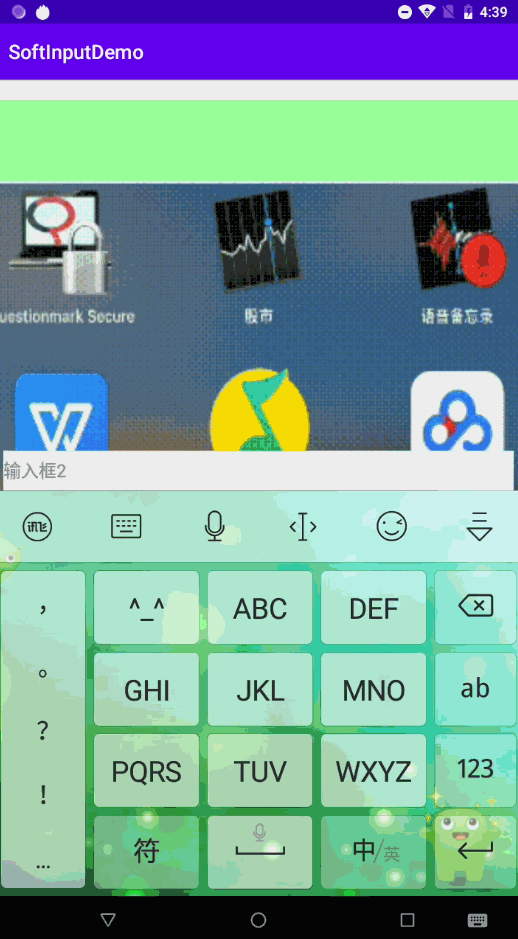 4:39
SoftInputDemo
uestionmark Secure
股市
语音备忘录
输入框2
讯飞
，
^_^
ABC
DEF
。
GHI
JKL
MNO
ab
?
PQRS
TUV
WXYZ
123
!
符
中/英
...